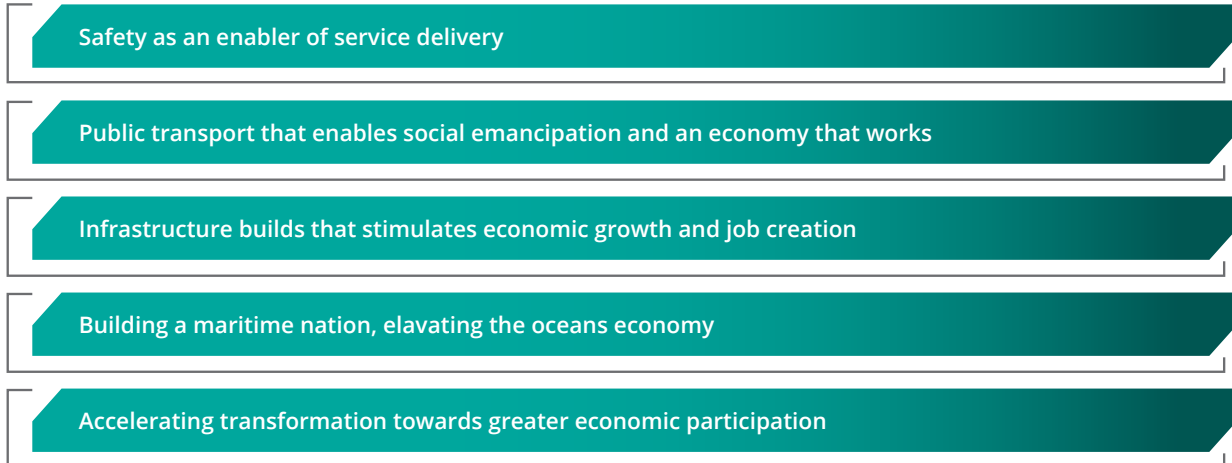 Safety as an enabler of service delivery
Public transport that enables social emancipation and an economy that works
Infrastructure builds that stimulates economic growth and job creation
Building a maritime nation, elavating the oceans economy
Accelerating transformation towards greater economic participation